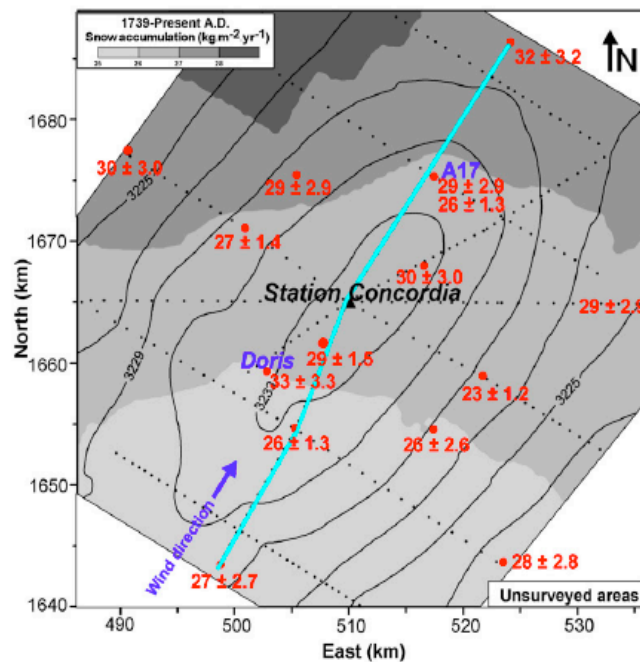 1739-Present A.D.
Snow accumulation (kg.m⁻² yr⁻¹)
25 26 27 28
N
32 ± 3.2
1680
30 ± 3.0
3225
A17
29 ± 2.9
29 ± 2.9
26 ± 1.3
27 ± 1.4
1670
30 ± 3.0
Station Concordia
29 ± 2.9
North (km)
1660
3229
Doris
29 ± 1.5
33 ± 3.3
3233
23 ± 1.2
3225
26 ± 1.3
26 ± 2.6
1650
Wind direction
27 ± 2.7
28 ± 2.8
Unsurveyed areas
1640
490 500 510 520 530
East (km)